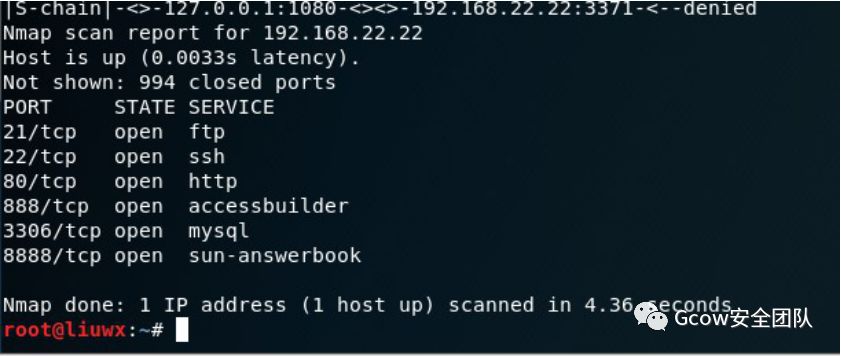 |S-chain|-<>-127.0.0.1:1080-<><>-192.168.22.22:3371-<--denied
Nmap scan report for 192.168.22.22
Host is up (0.0033s latency).
Not shown: 994 closed ports
PORT     STATE SERVICE
21/tcp   open  ftp
22/tcp   open  ssh
80/tcp   open  http
888/tcp  open  accessbuilder
3306/tcp open  mysql
8888/tcp open  sun-answerbook
Nmap done: 1 IP address (1 host up) scanned in 4.36 seconds
root@liuwx:~#
Gcow安全团队